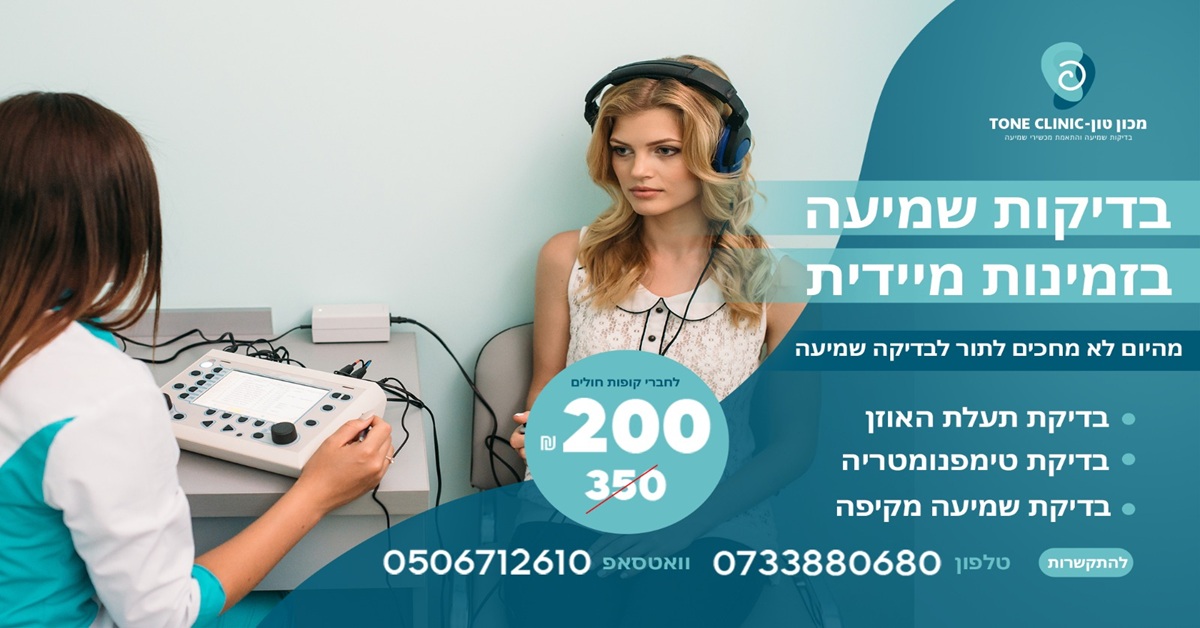 מכון טון-TONE CLINIC
בדיקות שמיעה והתאמת מכשירי שמיעה
בדיקות שמיעה
בזמינות מיידית
מהיום לא מחכים לתור לבדיקה שמיעה
בדיקת תעלת האוזן
בדיקת טימפנומטריה
בדיקת שמיעה מקיפה
לחברי קופות חולים
200 ₪
350
להתקשרות טלפון 0733880680 וואטסאפ 0506712610